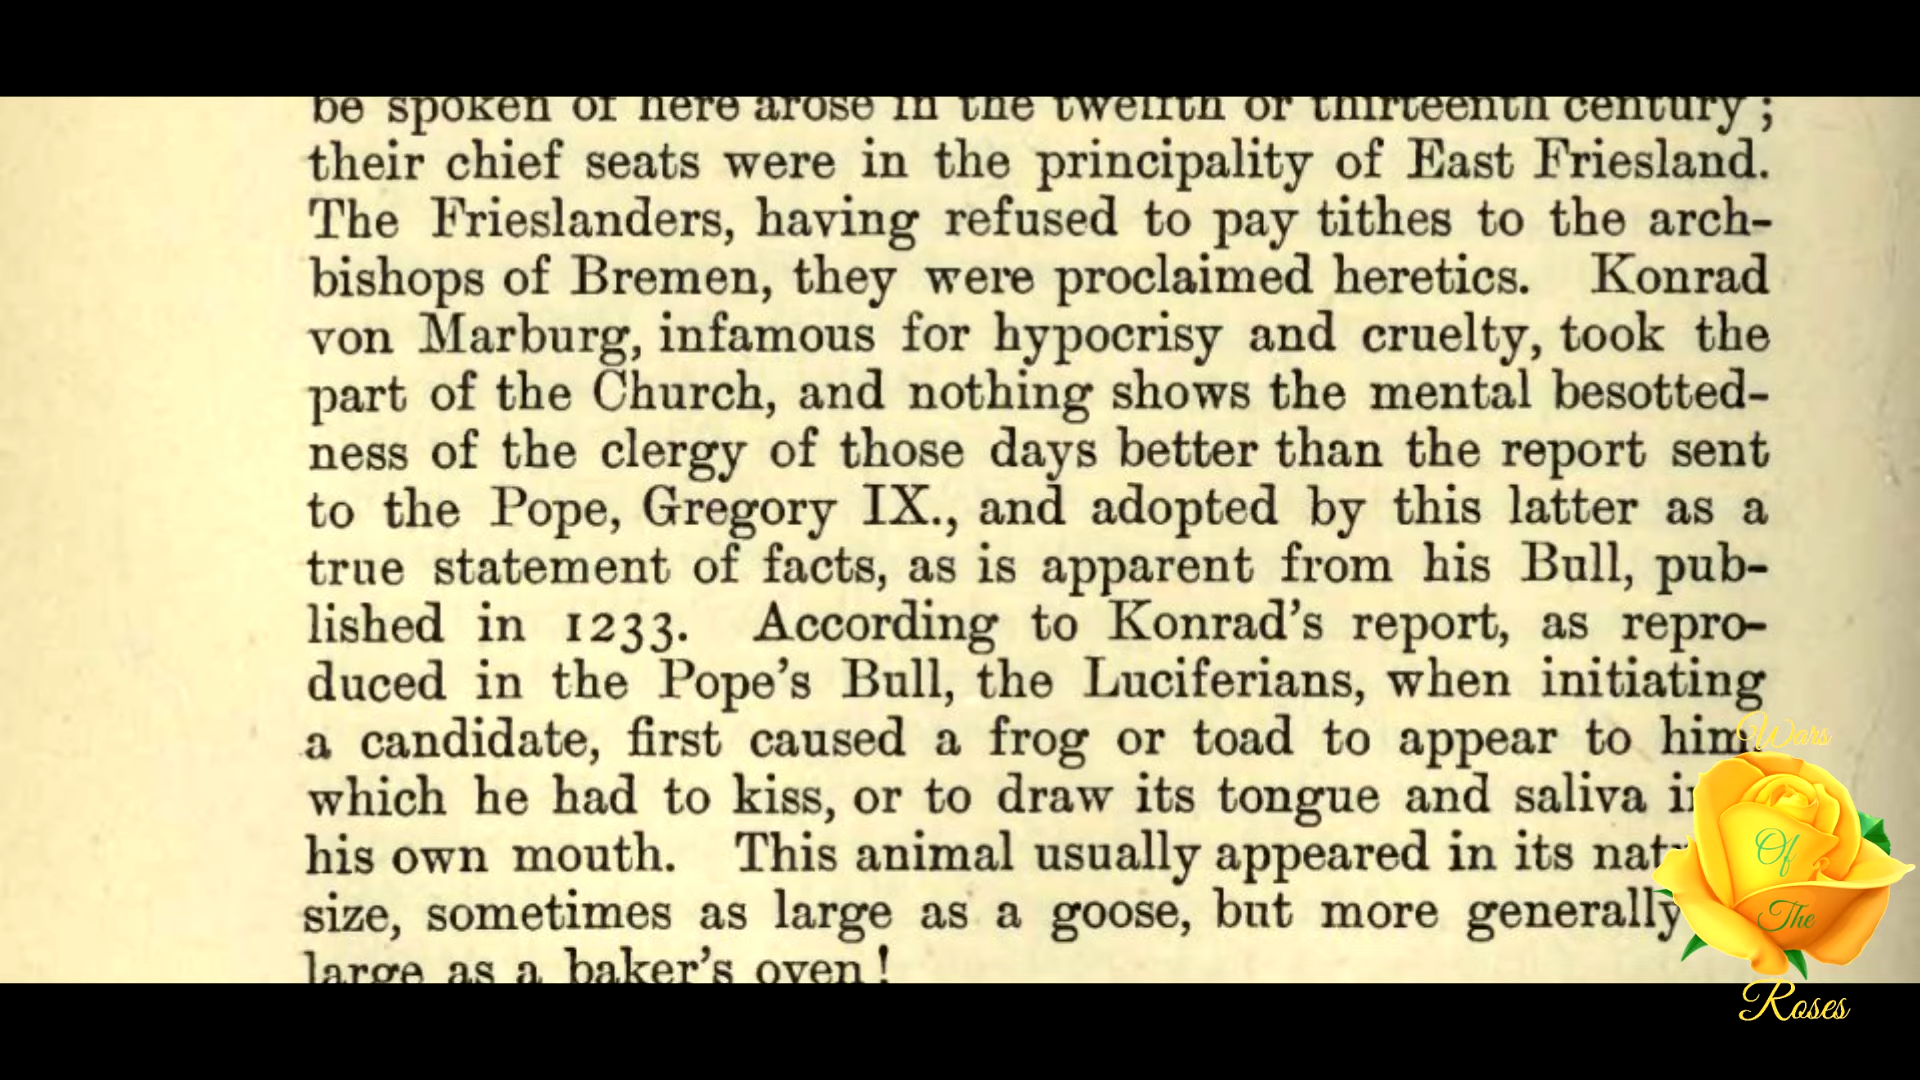 be spoken of here arose in the twelfth or thirteenth century ;
their chief seats were in the principality of East Friesland.
The Frieslanders, having refused to pay tithes to the arch-
bishops of Bremen, they were proclaimed heretics. Konrad
von Marburg, infamous for hypocrisy and cruelty, took the
part of the Church, and nothing shows the mental besotted-
ness of the clergy of those days better than the report sent
to the Pope, Gregory IX., and adopted by this latter as a
true statement of facts, as is apparent from his Bull, pub-
lished in 1233. According to Konrad's report, as repro-
duced in the Pope's Bull, the Luciferians, when initiating
a candidate, first caused a frog or toad to appear to him
which he had to kiss, or to draw its tongue and saliva
his own mouth. This animal usually appeared in its
size, sometimes as large as a goose, but more generally
large as a baker's oven !
Wars
Of
The
Roses